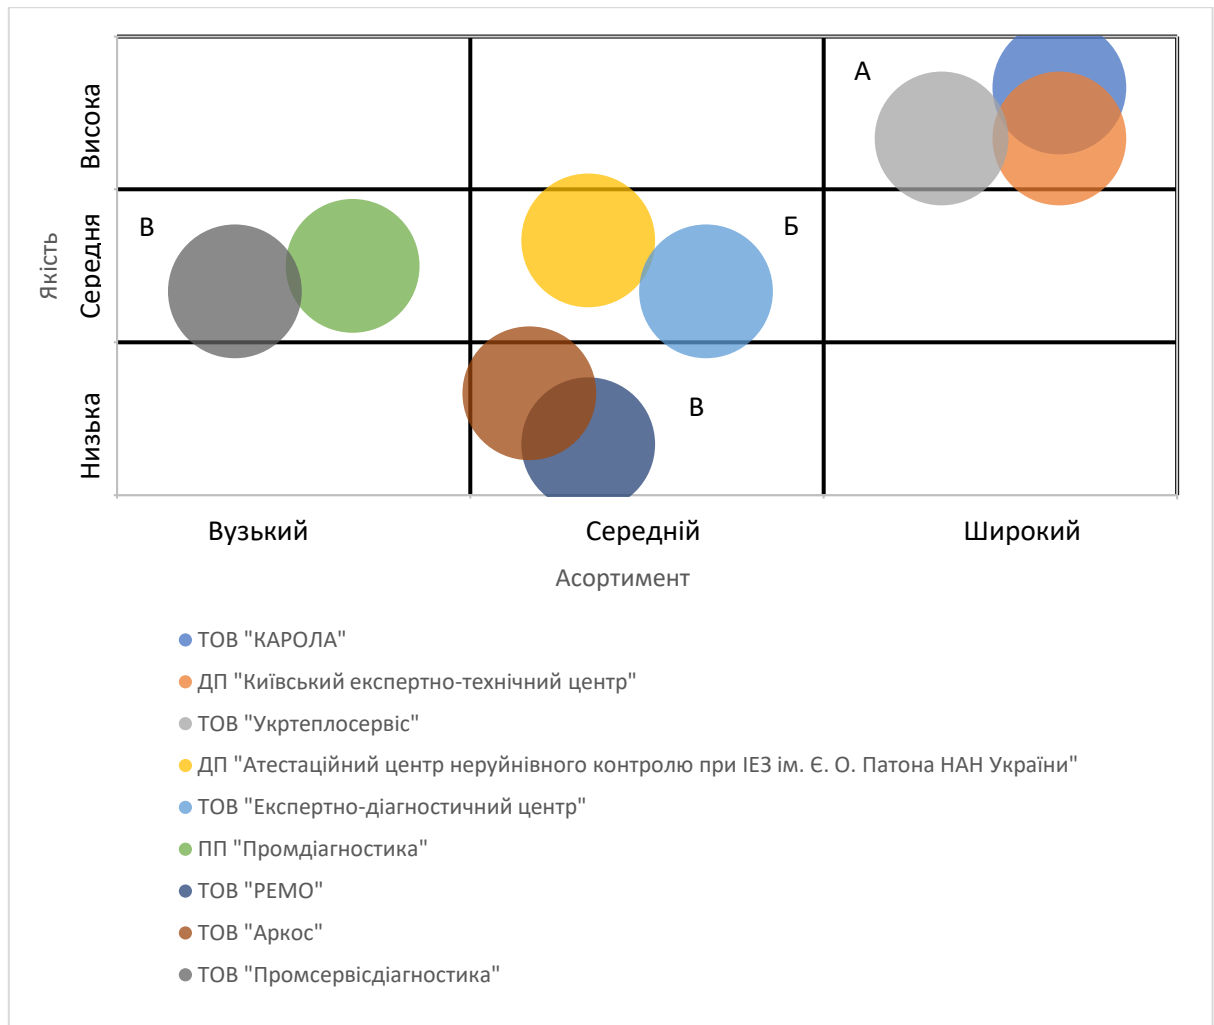 А
Висока
В
Б
Середня
Якість
В
Низька
Вузький
Середній
Широкий
Асортимент
ТОВ "КАРОЛА"
ДП "Київський експертно-технічний центр"
ТОВ "Укртеплосервіс"
ДП "Атестаційний центр неруйнівного контролю при ІЕЗ ім. Є. О. Патона НАН України"
ТОВ "Експертно-діагностичний центр"
ПП "Промдіагностика"
ТОВ "РЕМО"
ТОВ "Аркос"
ТОВ "Промсервісдіагностика"